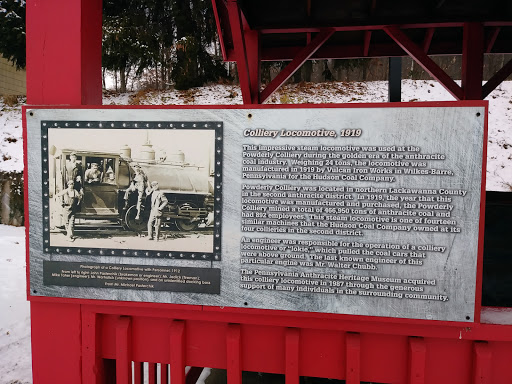 Colliery Locomotive, 1919
This impressive steam locomotive was used at the
Powderly Colliery during the golden era of the anthracite
coal industry. Weighing 24 tons, the locomotive was
manufactured in 1919 by Vulcan Iron Works in Wilkes-Barre,
Pennsylvania for the Hudson Coal Company.
Powderly Colliery was located in northern Lackawanna County
in the second anthracite district. In 1919, the year that this
locomotive was manufactured and purchased, the Powderly
Colliery mined a total of 466,950 tons of anthracite coal and
had 892 employees. This steam locomotive is one of fourteen
similar machines that the Hudson Coal Company owned at its
four collieries in the second district.
An engineer was responsible for the operation of a colliery
locomotive or "lokie," which pulled the coal cars that
were above ground. The last known engineer of this
particular engine was Mr. Walter Chubb.
The Pennsylvania Anthracite Heritage Museum acquired
this colliery locomotive in 1987 through the generous
support of many individuals in the surrounding community.
Photograph of a Colliery Locomotive with
from left to right: John